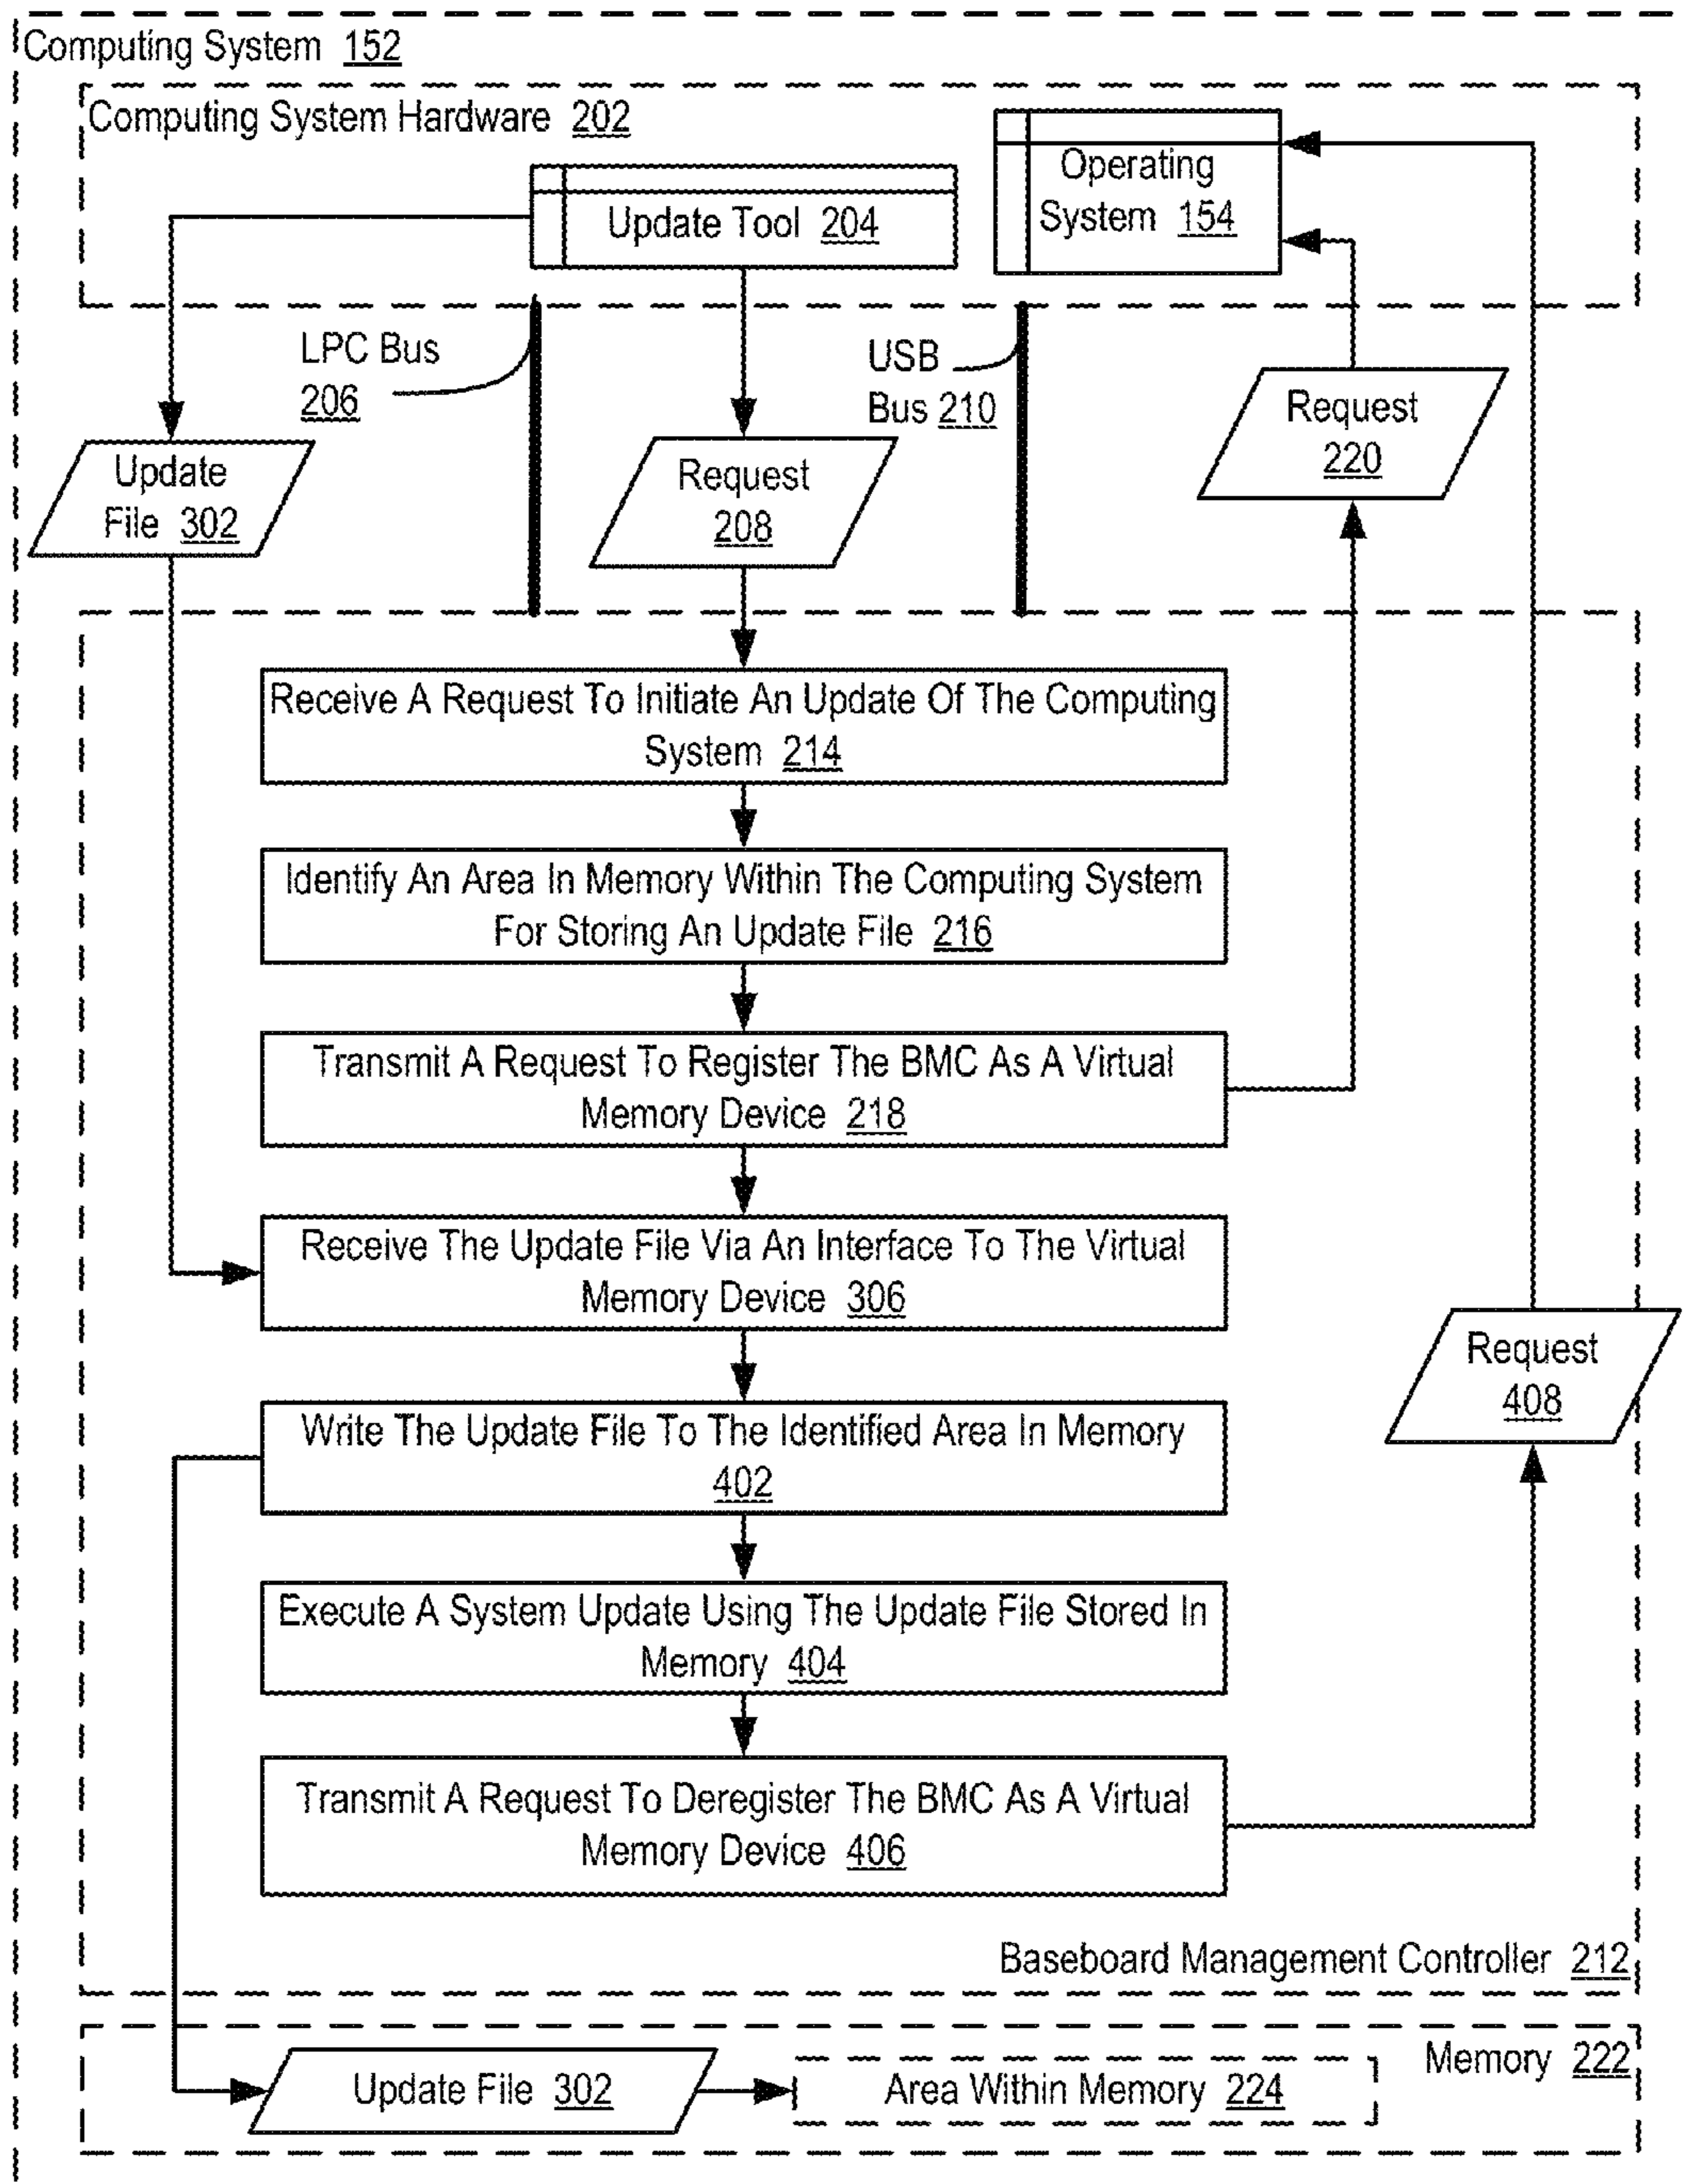 Computing System 152
Computing System Hardware 202
Operating
System 154
Update Tool 204
LPC Bus
206
USB
Bus 210
Request
220
Update
File 302
Request
208
Receive A Request To Initiate An Update Of The Computing
System 214
Identify An Area In Memory Within The Computing System
For Storing An Update File 216
Transmit A Request To Register The BMC As A Virtual
Memory Device 218
Receive The Update File Via An Interface To The Virtual
Memory Device 306
Request
408
Write The Update File To The Identified Area In Memory
402
Execute A System Update Using The Update File Stored In
Memory 404
Transmit A Request To Deregister The BMC As A Virtual
Memory Device 406
Baseboard Management Controller 212
Memory 222
Update File 302
Area Within Memory 224